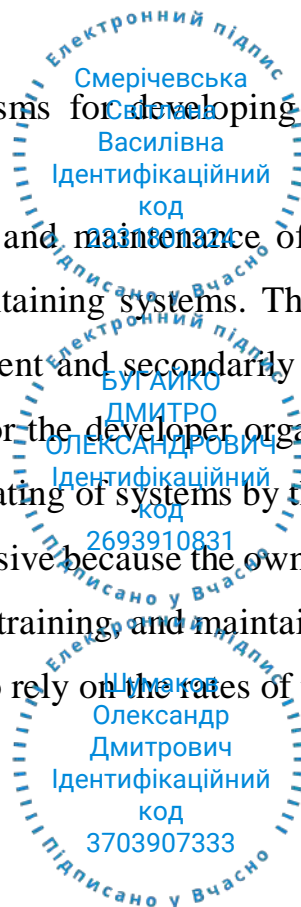 Електронний підпис
Смерічевська
Світлана
Василівна
Ідентифікаційний
код
2231801324
Підписано у Вчасно
Електронний підпис
БУГАЙКО
ДМИТРО
ОЛЕКСАНДРОВИЧ
Ідентифікаційний
код
2693910831
Підписано у Вчасно
Електронний підпис
Шумаков
Олександр
Дмитрович
Ідентифікаційний
код
3703907333
Підписано у Вчасно
isms for developing
and maintenance of
ntaining systems. Th
ent and secondarily
or the developer orga
ating of systems by th
sive because the own
training, and maintai
o rely on the rates of